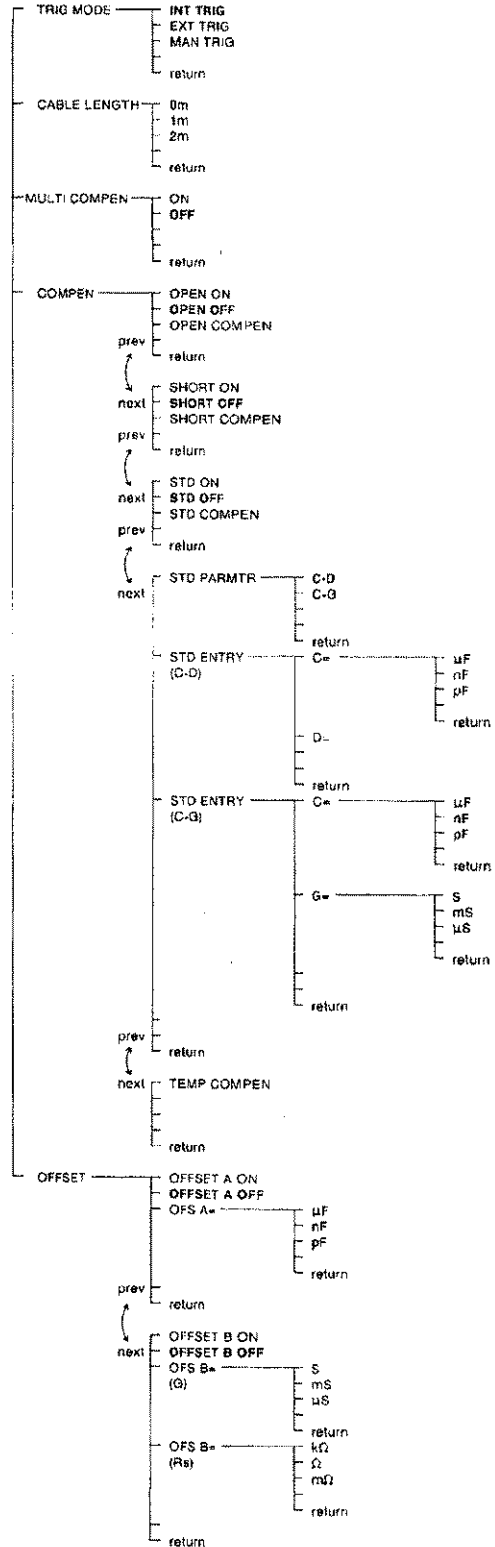 TRIG MODE INT TRIG
EXT TRIG
MAN TRIG
return
CABLE LENGTH 0m
1m
2m
return
MULTI COMPEN ON
OFF
return
COMPEN OPEN ON
OPEN OFF
OPEN COMPEN
prev
return
SHORT ON
next SHORT OFF
SHORT COMPEN
prev
return
STD ON
next STD OFF
STD COMPEN
prev
return
next STD PARMTR C-D
C-G
return
STD ENTRY C= µF
(C-D) nF
pF
return
D=
return
STD ENTRY C= µF
(C-G) nF
pF
return
G= S
mS
µS
return
return
prev
return
next TEMP COMPEN
return
OFFSET OFFSET A ON
OFFSET A OFF
OFS A= µF
nF
pF
return
prev
return
OFFSET B ON
next OFFSET B OFF
OFS B= S
(G) mS
µS
return
OFS B= kΩ
(Rs) Ω
mΩ
return
return